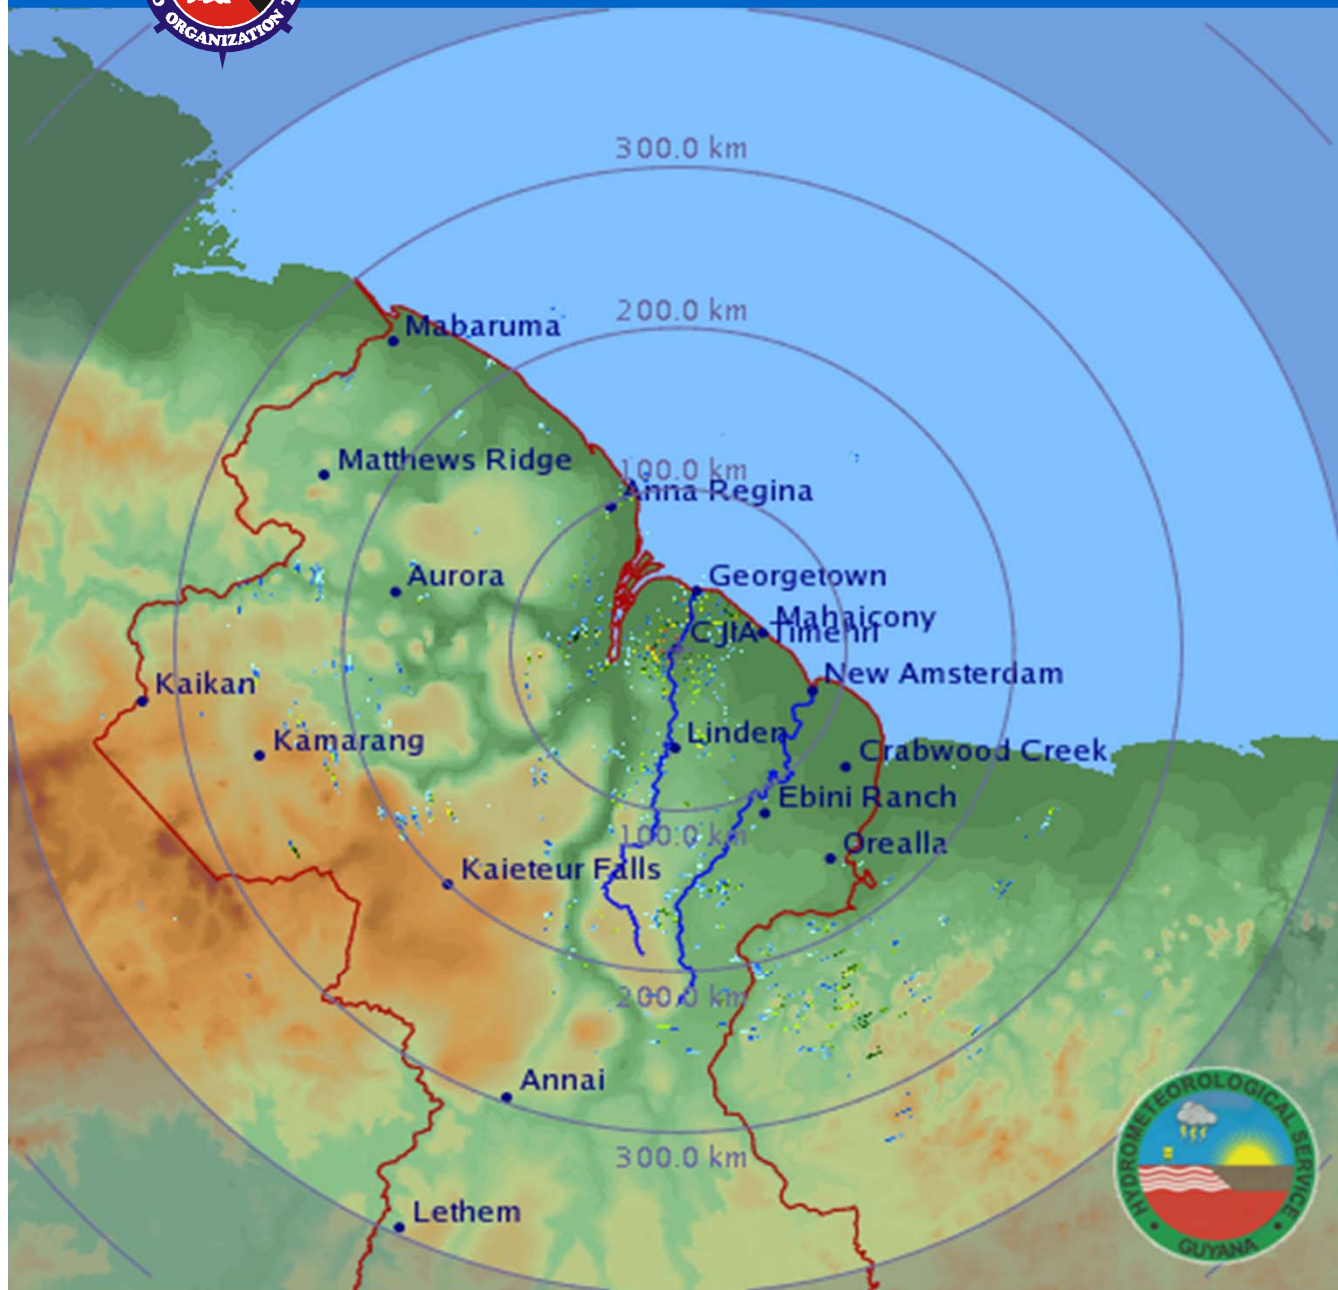 ORGANIZATION
300.0 km
200.0 km
Mabaruma
100.0 km
Matthews Ridge
Anna Regina
Aurora
Georgetown
Mahaicony
CJIA-Timehri
New Amsterdam
Kaikan
Linden
Kamarang
Crabwood Creek
Ebini Ranch
100.0 km
Orealla
Kaieteur Falls
200.0 km
Annai
300.0 km
Lethem
HYDROMETEOROLOGICAL SERVICE
GUYANA